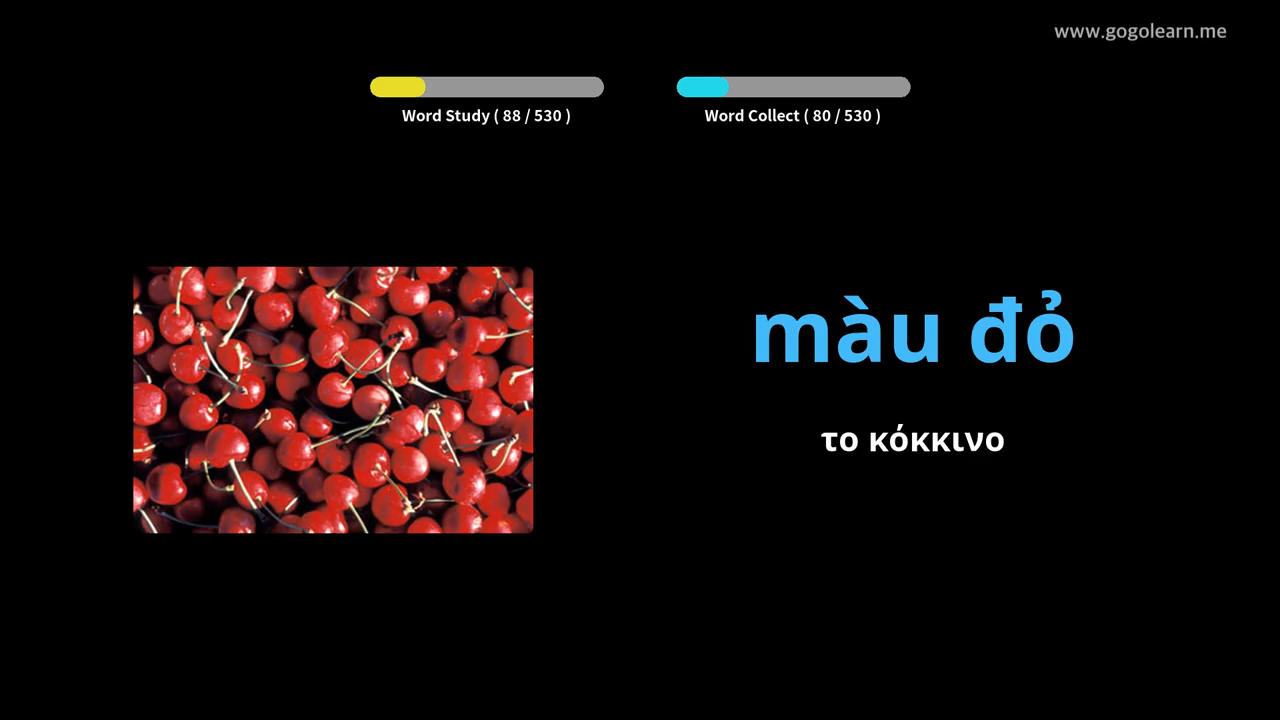 www.gogolearn.me
Word Study ( 88 / 530 )
Word Collect ( 80 / 530 )
màu đỏ
το κόκκινο